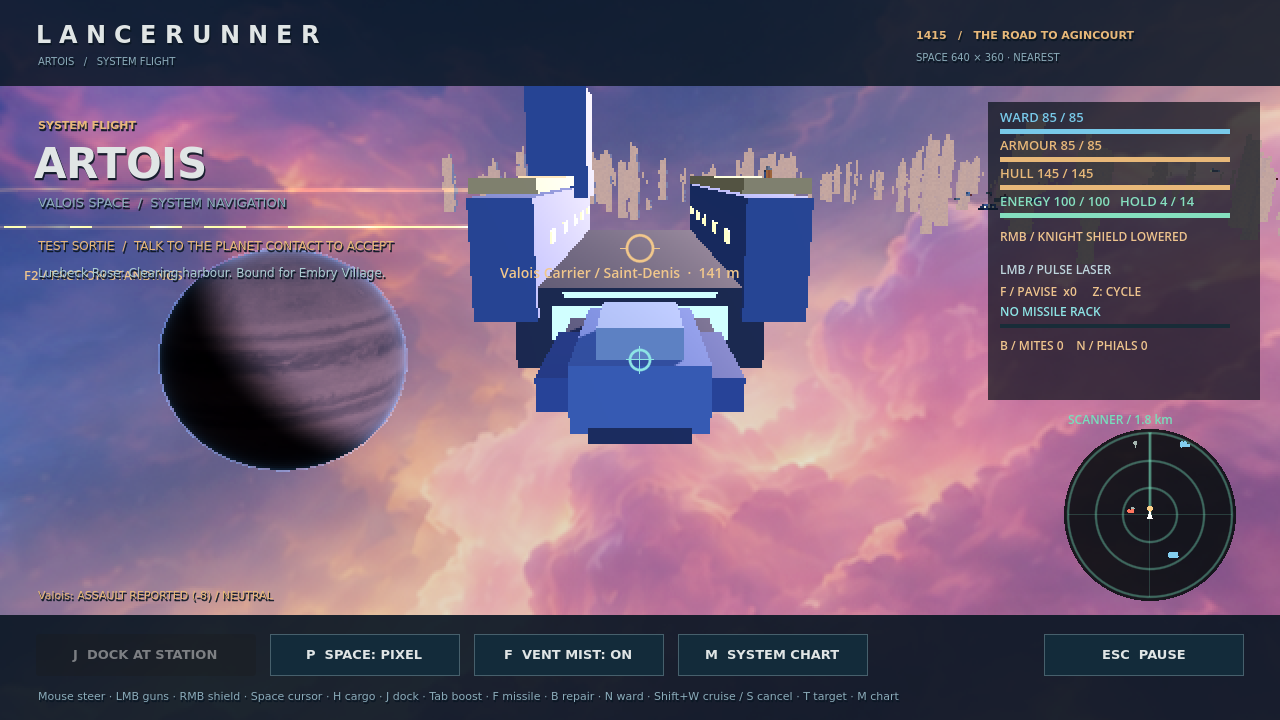 LANCERUNNER
ARTOIS / SYSTEM FLIGHT
1415 / THE ROAD TO AGINCOURT
SPACE 640 × 360 · NEAREST
SYSTEM FLIGHT
ARTOIS
VALOIS SPACE / SYSTEM NAVIGATION
TEST SORTIE / TALK TO THE PLANET CONTACT TO ACCEPT
F2 /
Luebeck Rose: Clearing harbour. Bound for Embry Village.
Valois Carrier / Saint-Denis · 141 m
WARD 85 / 85
ARMOUR 85 / 85
HULL 145 / 145
ENERGY 100 / 100 HOLD 4 / 14
RMB / KNIGHT SHIELD LOWERED
LMB / PULSE LASER
F / PAVISE x0 Z: CYCLE
NO MISSILE RACK
B / MITES 0 N / PHIALS 0
SCANNER / 1.8 km
Valois: ASSAULT REPORTED (-8) / NEUTRAL
J DOCK AT STATION
P SPACE: PIXEL
F VENT MIST: ON
M SYSTEM CHART
ESC PAUSE
Mouse steer · LMB guns · RMB shield · Space cursor · H cargo · J dock · Tab boost · F missile · B repair · N ward · Shift+W cruise / S cancel · T target · M chart